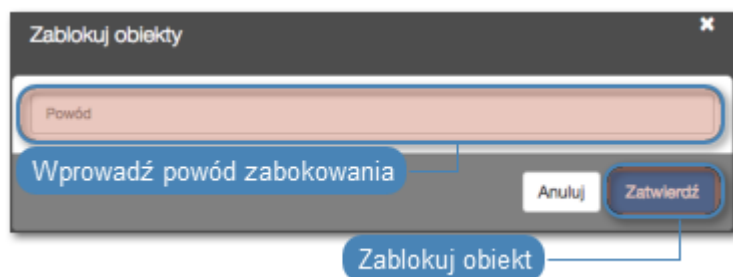 Zablokuj obiekty
Powód
Wprowadź powód zabokowania
Anuluj
Zatwierdź
Zablokuj obiekt